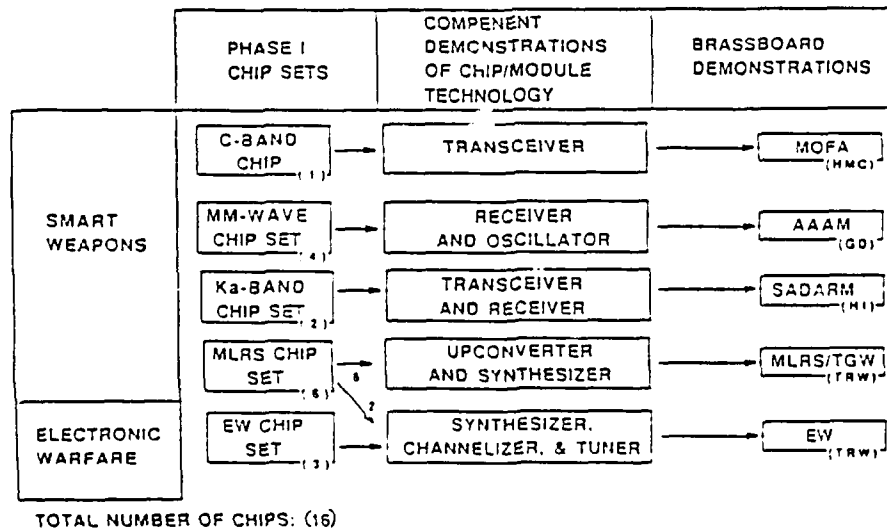 PHASE I
CHIP SETS
COMPENENT
DEMONSTRATIONS
OF CHIP/MODULE
TECHNOLOGY
BRASSBOARD
DEMONSTRATIONS
SMART
WEAPONS
C-BAND
CHIP
(1)
TRANSCEIVER
MOFA
(HMC)
MM-WAVE
CHIP SET
(4)
RECEIVER
AND OSCILLATOR
AAAM
(GD)
Ka-BAND
CHIP SET
(2)
TRANSCEIVER
AND RECEIVER
SADARM
(HI)
MLRS CHIP
SET
(6)
6
2
UPCONVERTER
AND SYNTHESIZER
MLRS/TGW
(TRW)
ELECTRONIC
WARFARE
EW CHIP
SET
(3)
SYNTHESIZER,
CHANNELIZER, & TUNER
EW
(TRW)
TOTAL NUMBER OF CHIPS: (16)